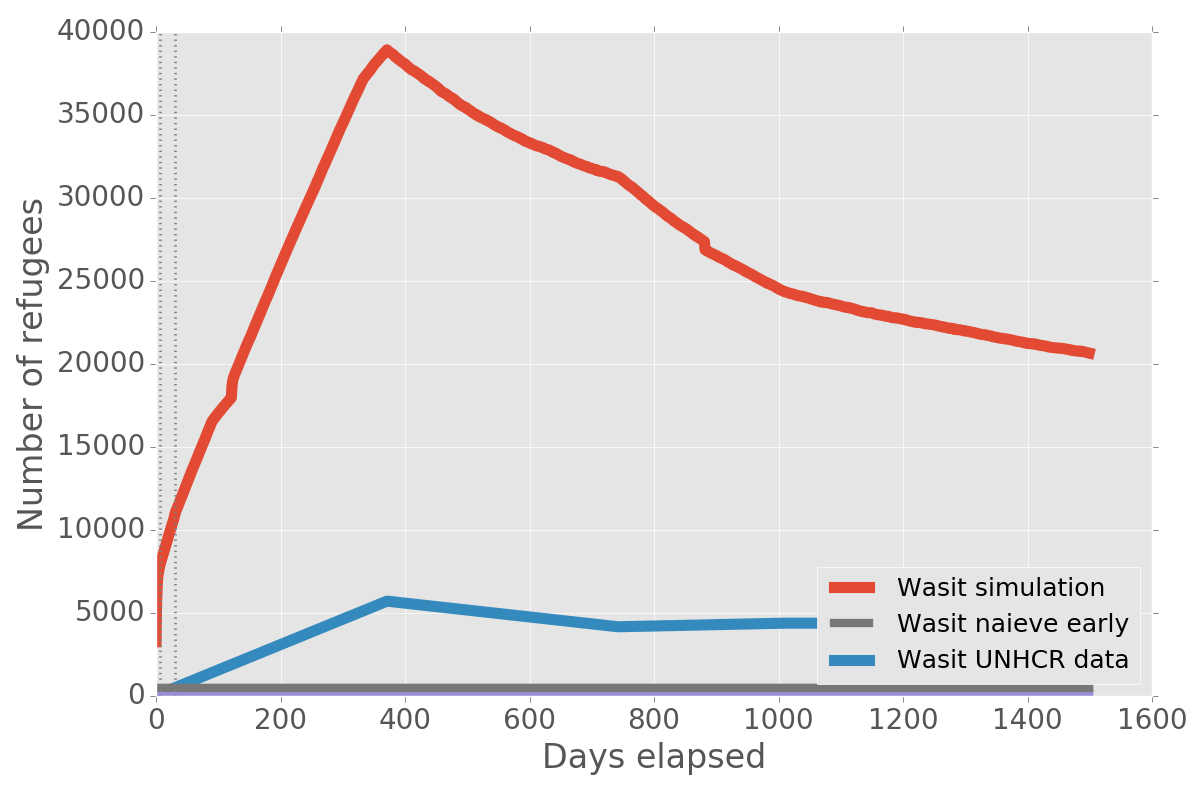 40000
35000
30000
25000
20000
15000
10000
5000
0
Number of refugees
Wasit simulation
Wasit naieve early
Wasit UNHCR data
0 200 400 600 800 1000 1200 1400 1600
Days elapsed